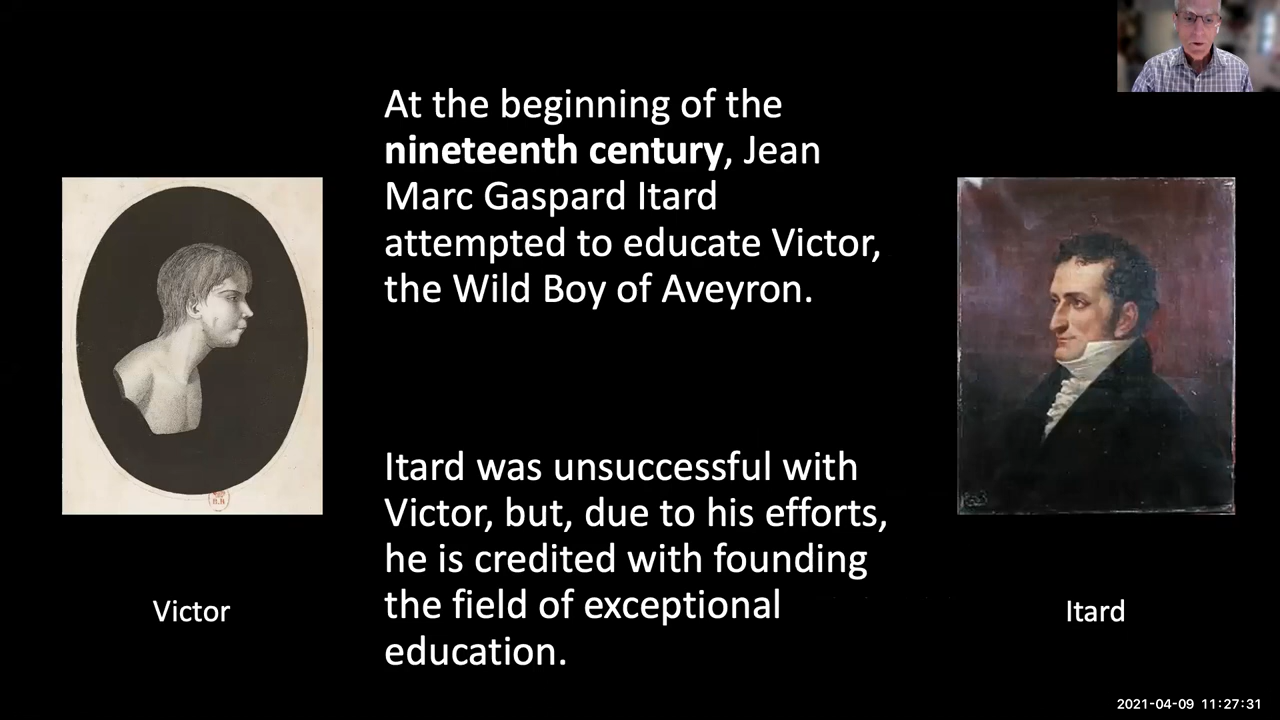 At the beginning of the
nineteenth century, Jean
Marc Gaspard Itard
attempted to educate Victor,
the Wild Boy of Aveyron.
Itard was unsuccessful with
Victor, but, due to his efforts,
he is credited with founding
the field of exceptional
education.
Victor
Itard
2021-04-09 11:27:31